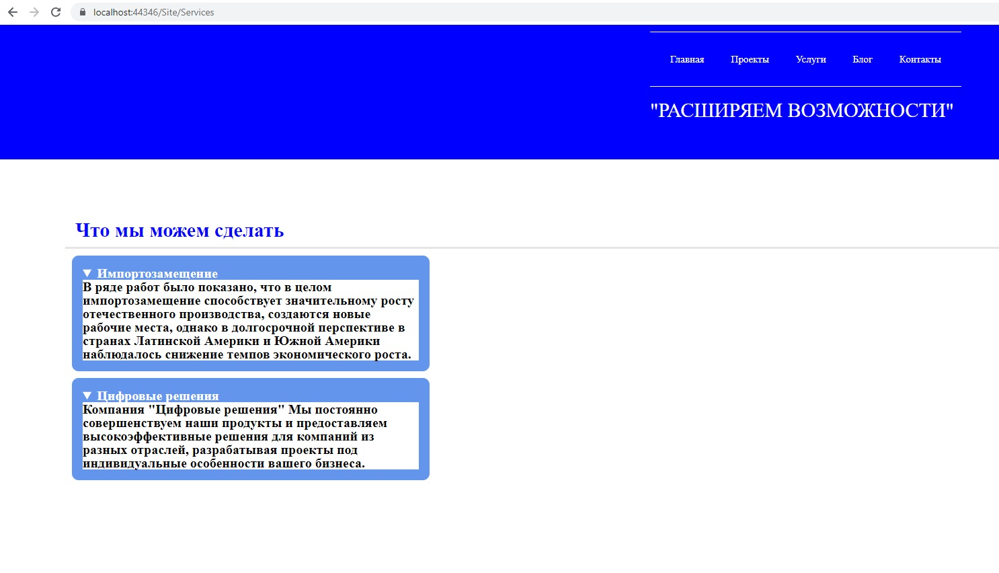 localhost:44346/Site/Services
Главная Проекты Услуги Блог Контакты
"РАСШИРЯЕМ ВОЗМОЖНОСТИ"
Что мы можем сделать
▼ Импортозамещение
В ряде работ было показано, что в целом
импортозамещение способствует значительному росту
отечественного производства, создаются новые
рабочие места, однако в долгосрочной перспективе в
странах Латинской Америки и Южной Америки
наблюдалось снижение темпов экономического роста.
▼ Цифровые решения
Компания "Цифровые решения" Мы постоянно
совершенствуем наши продукты и предоставляем
высокоэффективные решения для компаний из
разных отраслей, разрабатывая проекты под
индивидуальные особенности вашего бизнеса.